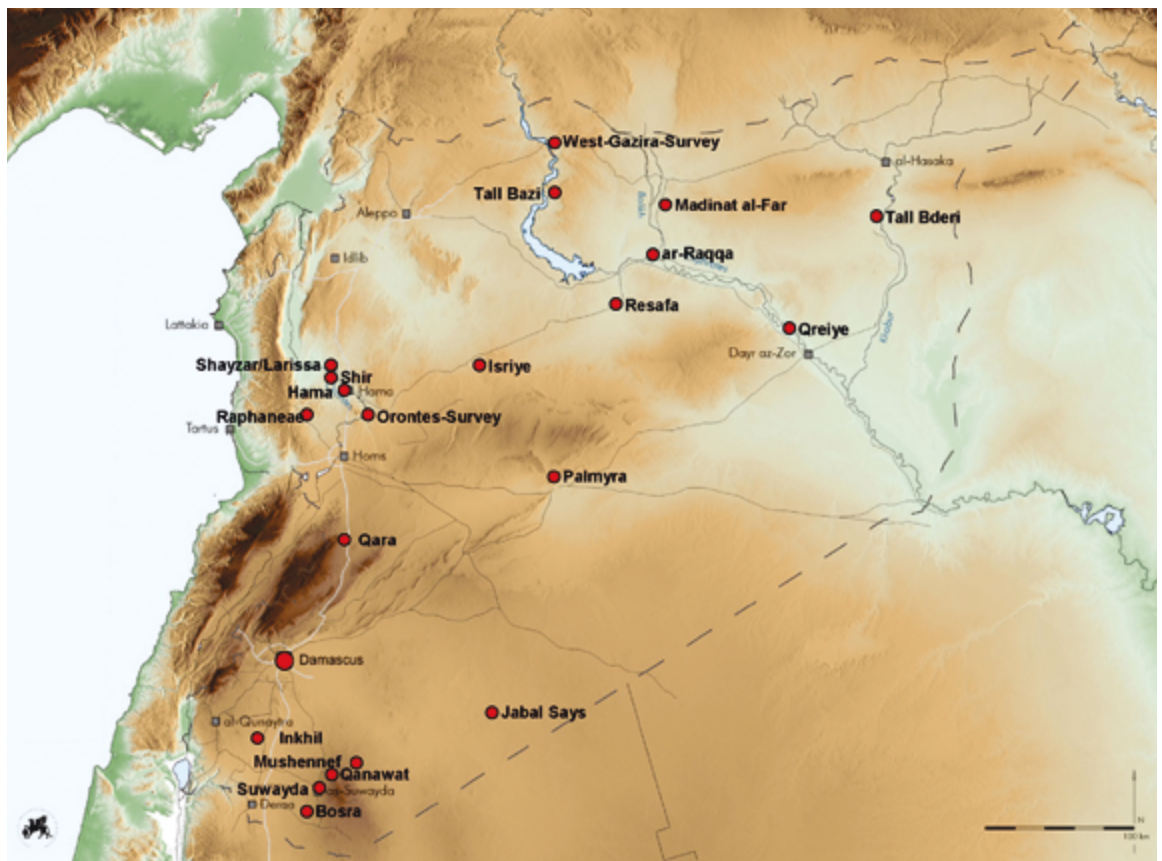 West-Gazira-Survey
al-Hasaka
Tall Bazi
Madinat al-Far
Aleppo
Tall Bderi
ar-Raqqa
Idlib
Resafa
Lattakia
Qreiye
Khabur
Dayr az-Zor
Shayzar/Larissa
Isriye
Shir
Hama
Hama
Raphaneae
Orontes-Survey
Tartus
Homs
Palmyra
Qara
Damascus
Jabal Says
al-Qunaytra
Inkhil
Mushennef
Qanawat
Suwayda
as-Suwayda
Deraa
Bosra
N
100 km